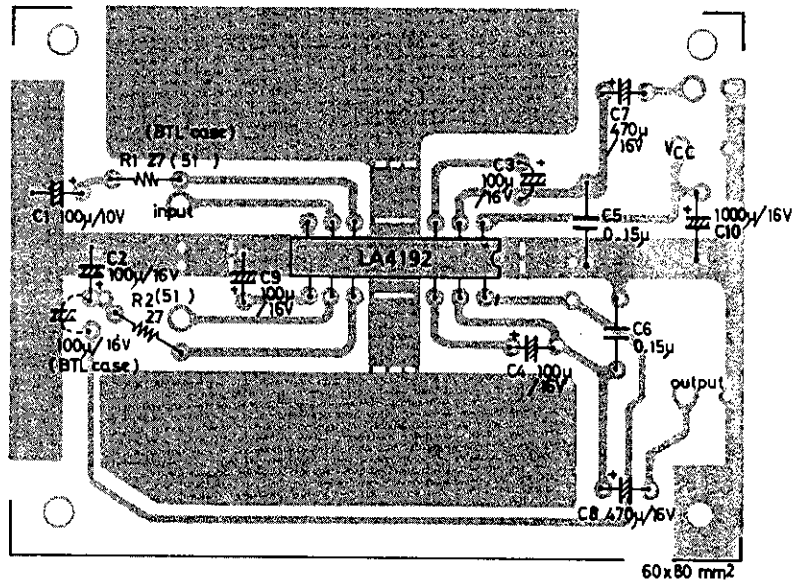 (BTL case)
R1 27 (51)
C1 100μ/10V
input
C2
100μ/16V
R2 (51)
27
100μ/16V
(BTL case)
C9
100μ
/16V
LA4192
C3
100μ
/16V
C7
470μ
/16V
Vcc
C5
0.15μ
1000μ/16V
C10
C6
0.15μ
C4 100μ
/16V
output
C8 470μ/16V
60x80 mm2